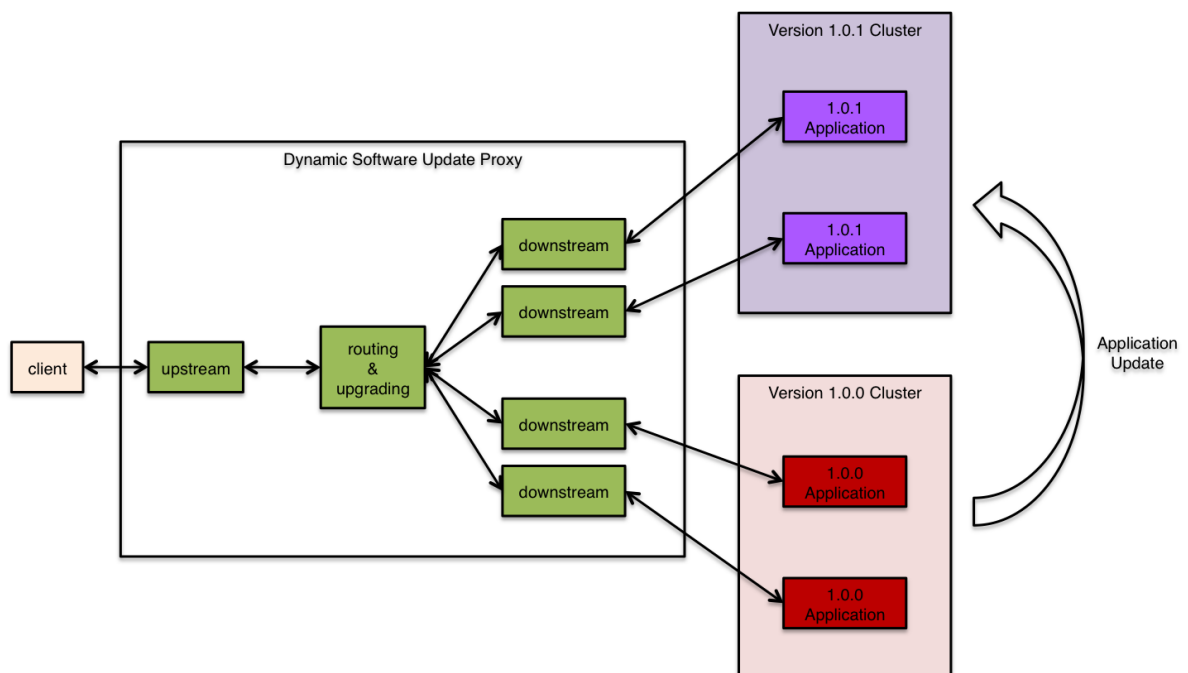 Version 1.0.1 Cluster
1.0.1
Application
Dynamic Software Update Proxy
downstream
1.0.1
Application
downstream
client
upstream
routing
&
upgrading
Application
Update
Version 1.0.0 Cluster
downstream
1.0.0
Application
downstream
1.0.0
Application